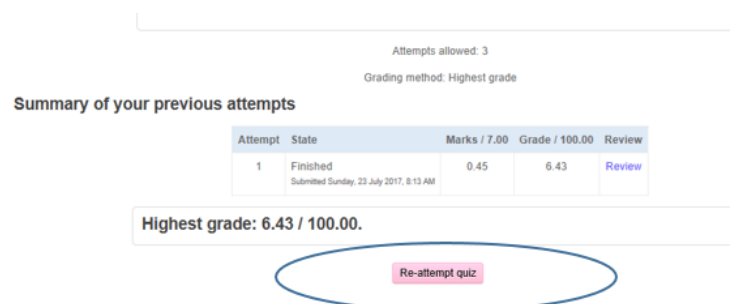 Attempts allowed: 3
Grading method: Highest grade
Summary of your previous attempts
Attempt State Marks / 7.00 Grade / 100.00 Review
1 Finished 0.45 6.43 Review
Submitted Sunday, 23 July 2017, 8:13 AM
Highest grade: 6.43 / 100.00.
Re-attempt quiz